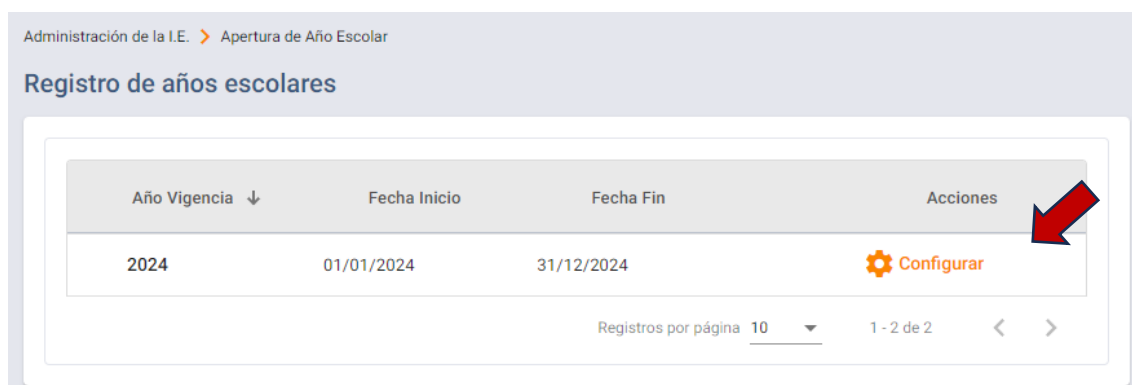 Administración de la I.E. > Apertura de Año Escolar
Registro de años escolares
Año Vigencia ↓ Fecha Inicio Fecha Fin Acciones
2024 01/01/2024 31/12/2024 Configurar
Registros por página 10 1 - 2 de 2